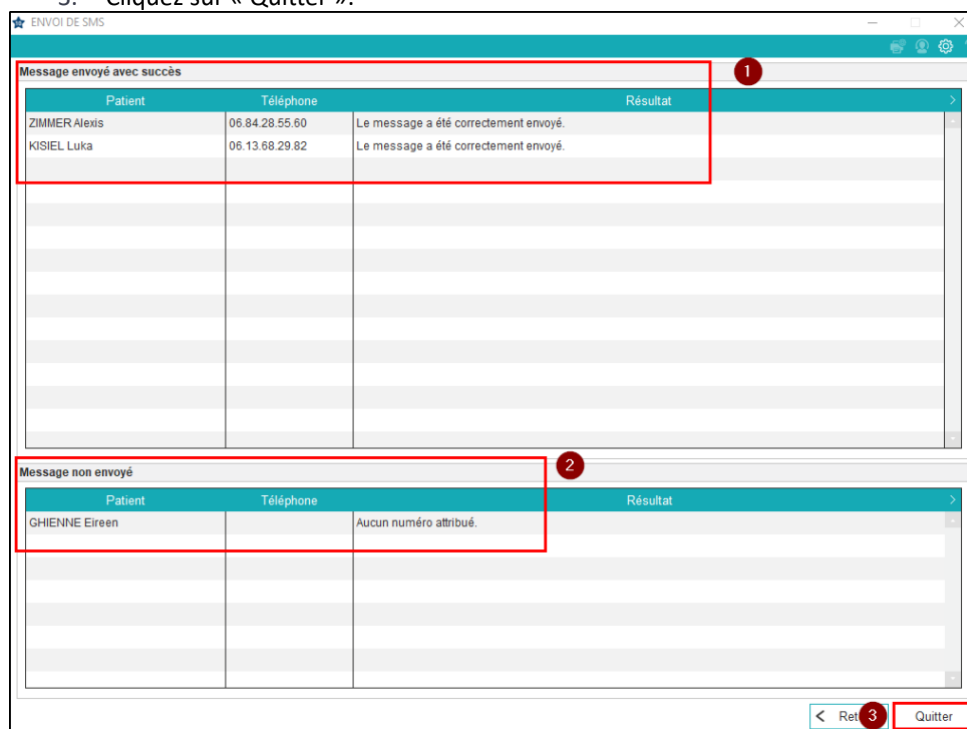 3. Cliquez sur « Quitter ».
ENVOI DE SMS
Message envoyé avec succès
1
Patient Téléphone Résultat
ZIMMER Alexis 06.84.28.55.60 Le message a été correctement envoyé.
KISIEL Luka 06.13.68.29.82 Le message a été correctement envoyé.
Message non envoyé
2
Patient Téléphone Résultat
GHIENNE Eireen Aucun numéro attribué.
< Ret 3 Quitter